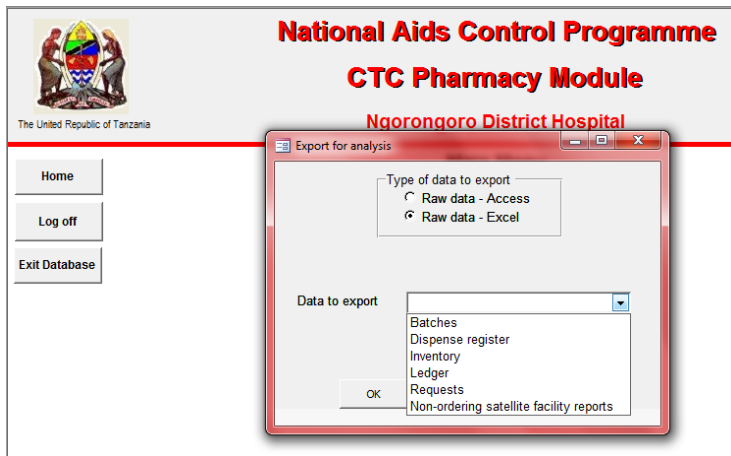 National Aids Control Programme
CTC Pharmacy Module
The United Republic of Tanzania
Ngorongoro District Hospital
Home
Log off
Exit Database
Export for analysis
Type of data to export
Raw data - Access
Raw data - Excel
Data to export
Batches
Dispense register
Inventory
Ledger
Requests
Non-ordering satellite facility reports
OK